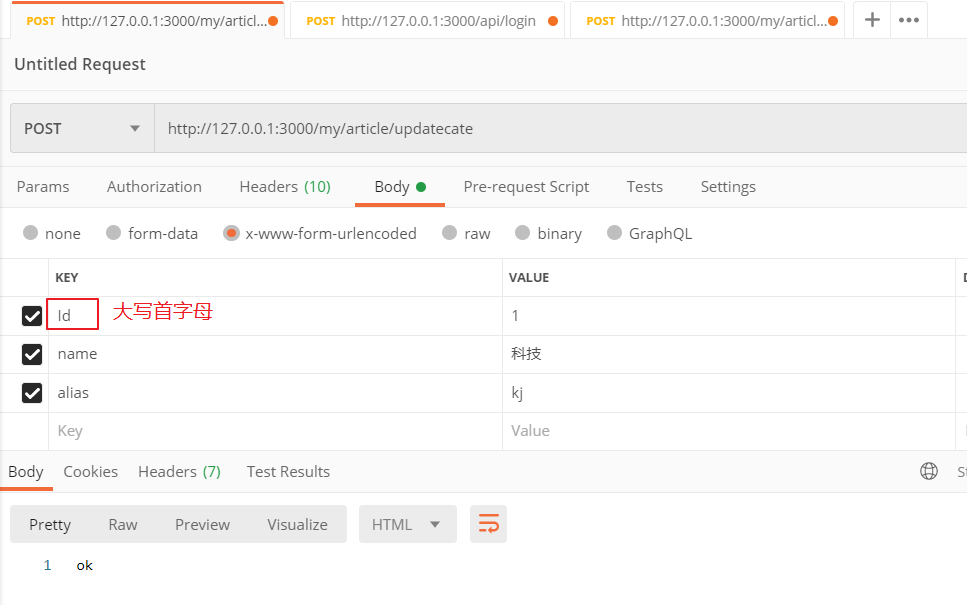 POST http://127.0.0.1:3000/my/articl... POST http://127.0.0.1:3000/api/login POST http://127.0.0.1:3000/my/articl...
Untitled Request
POST http://127.0.0.1:3000/my/article/updatecate
Params Authorization Headers (10) Body Pre-request Script Tests Settings
none form-data x-www-form-urlencoded raw binary GraphQL
KEY VALUE
Id 大写首字母 1
name 科技
alias kj
Key Value
Body Cookies Headers (7) Test Results
Pretty Raw Preview Visualize HTML
1 ok